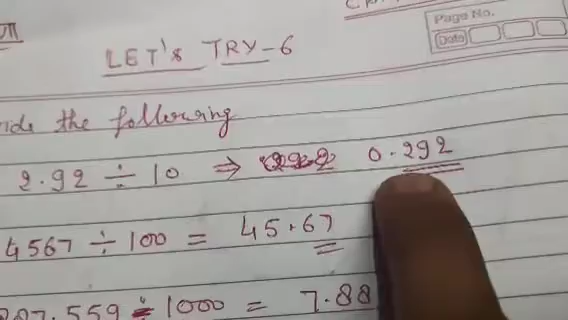 Page No.
Date
LET'S TRY-6
the following
2.92 ÷ 10 ⇒ 0.292
4567 ÷ 100 = 45.67
.559 ÷ 1000 = 7.88